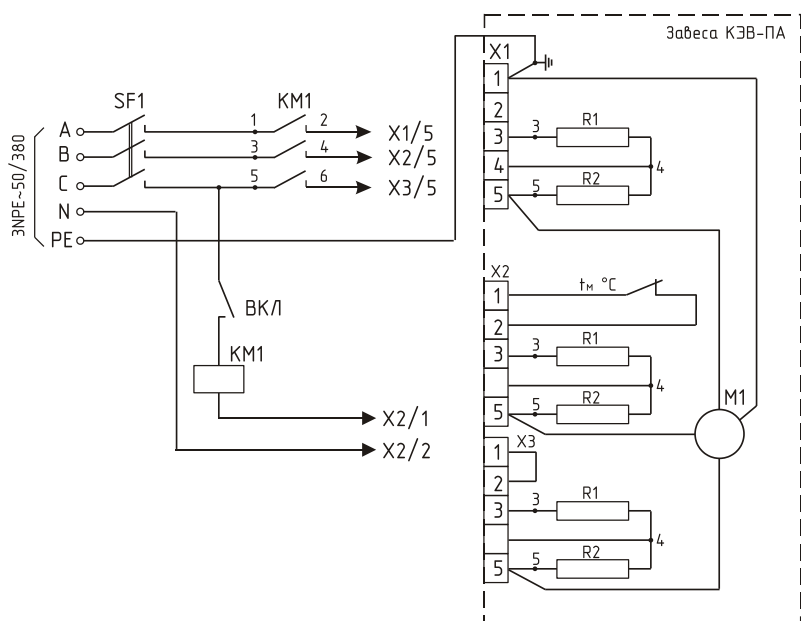 Завеса КЭВ-ПА
3NPE~50/380
SF1
KM1
A
1
2
X1/5
B
3
4
X2/5
C
5
6
X3/5
N
PE
ВКЛ
KM1
X2/1
X2/2
X1
1
2
3
3
R1
4
4
5
5
R2
X2
1
tм °C
2
3
3
R1
4
5
5
R2
M1
X3
1
2
3
3
R1
4
5
5
R2